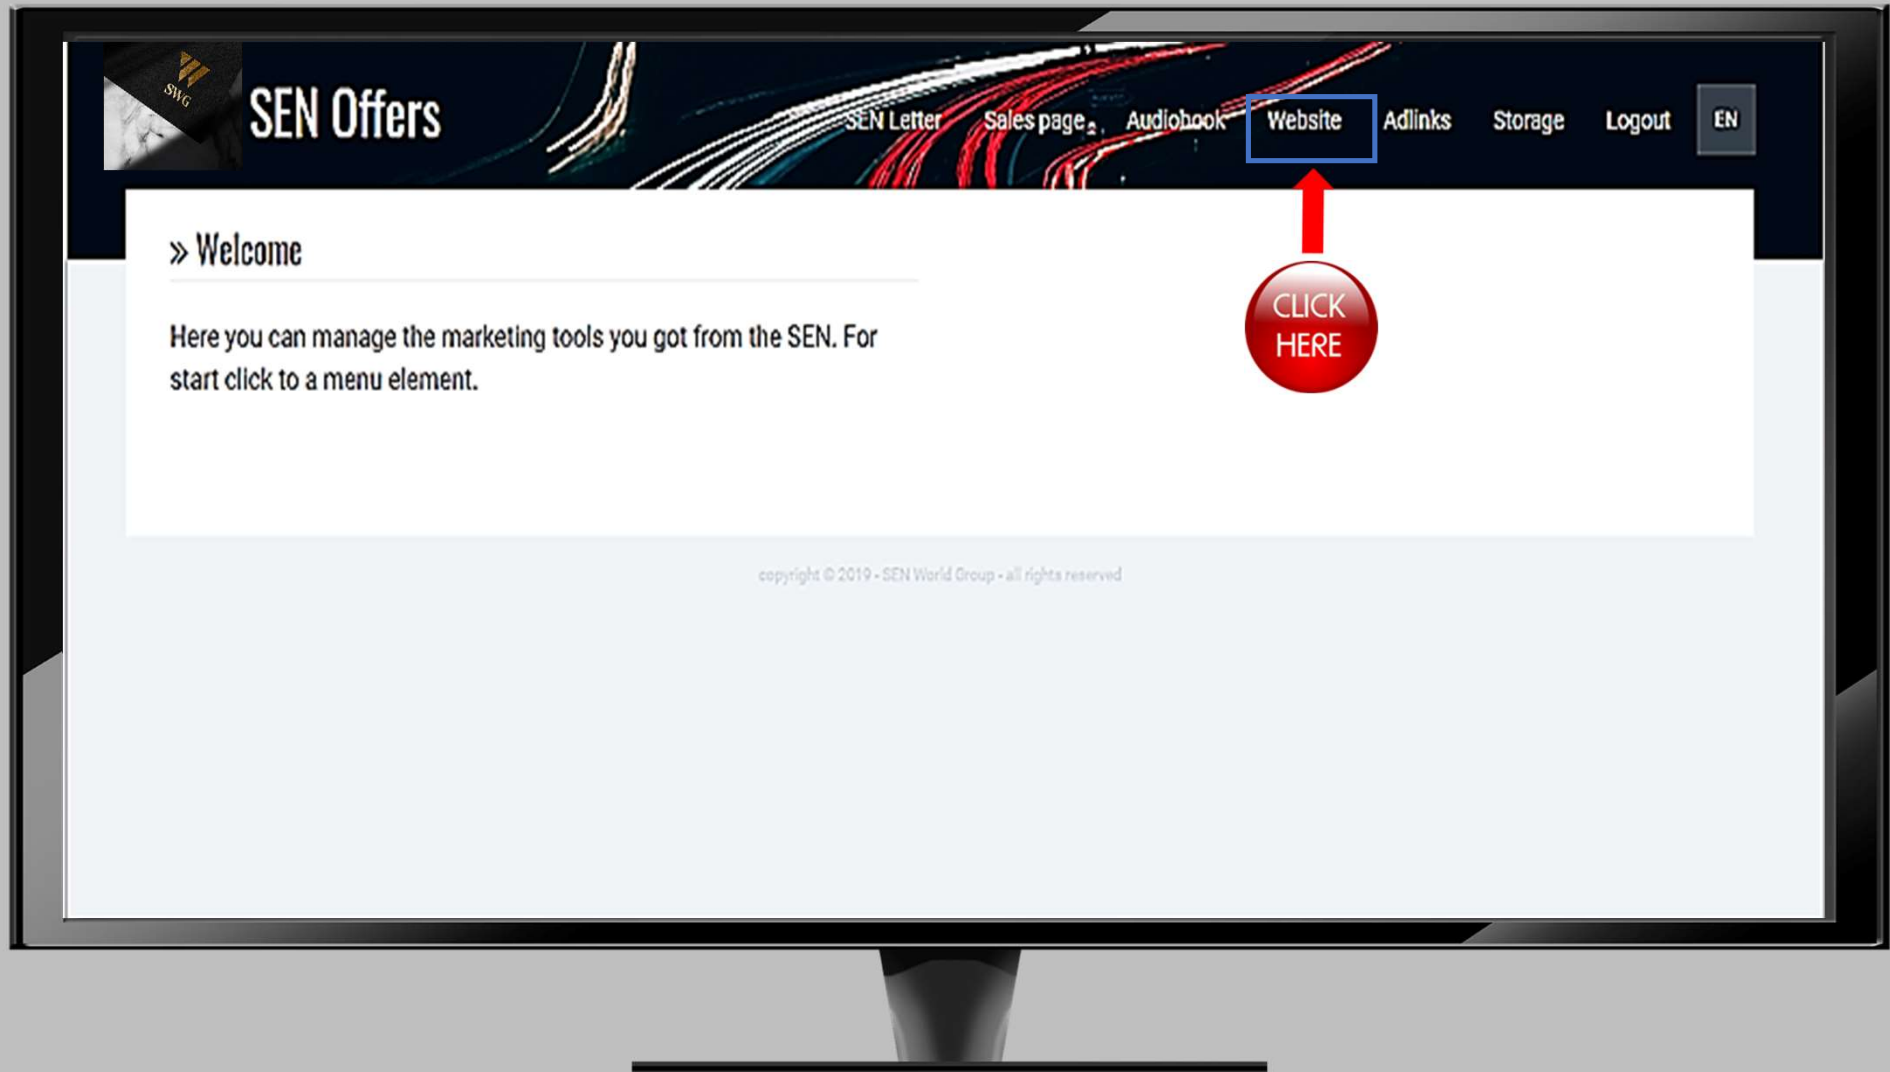 SWG
SEN Offers
SEN Letter Sales page Audiobook Website Adlinks Storage Logout EN
» Welcome
CLICK
HERE
Here you can manage the marketing tools you got from the SEN. For
start click to a menu element.
copyright © 2019 - SEN World Group - all rights reserved